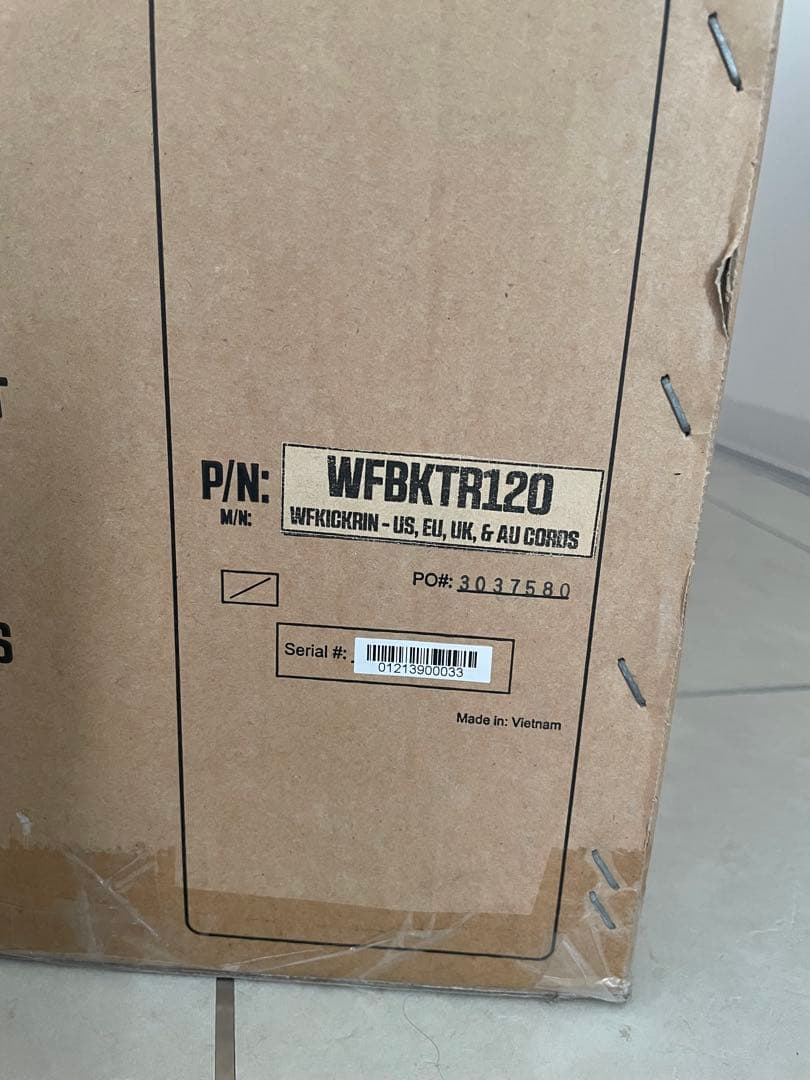 T
S
P/N: WFBKTR120
M/N: WFKICKRIN - US, EU, UK, & AU CORDS
PO#: 3037580
Serial #:
01213900033
Made in: Vietnam